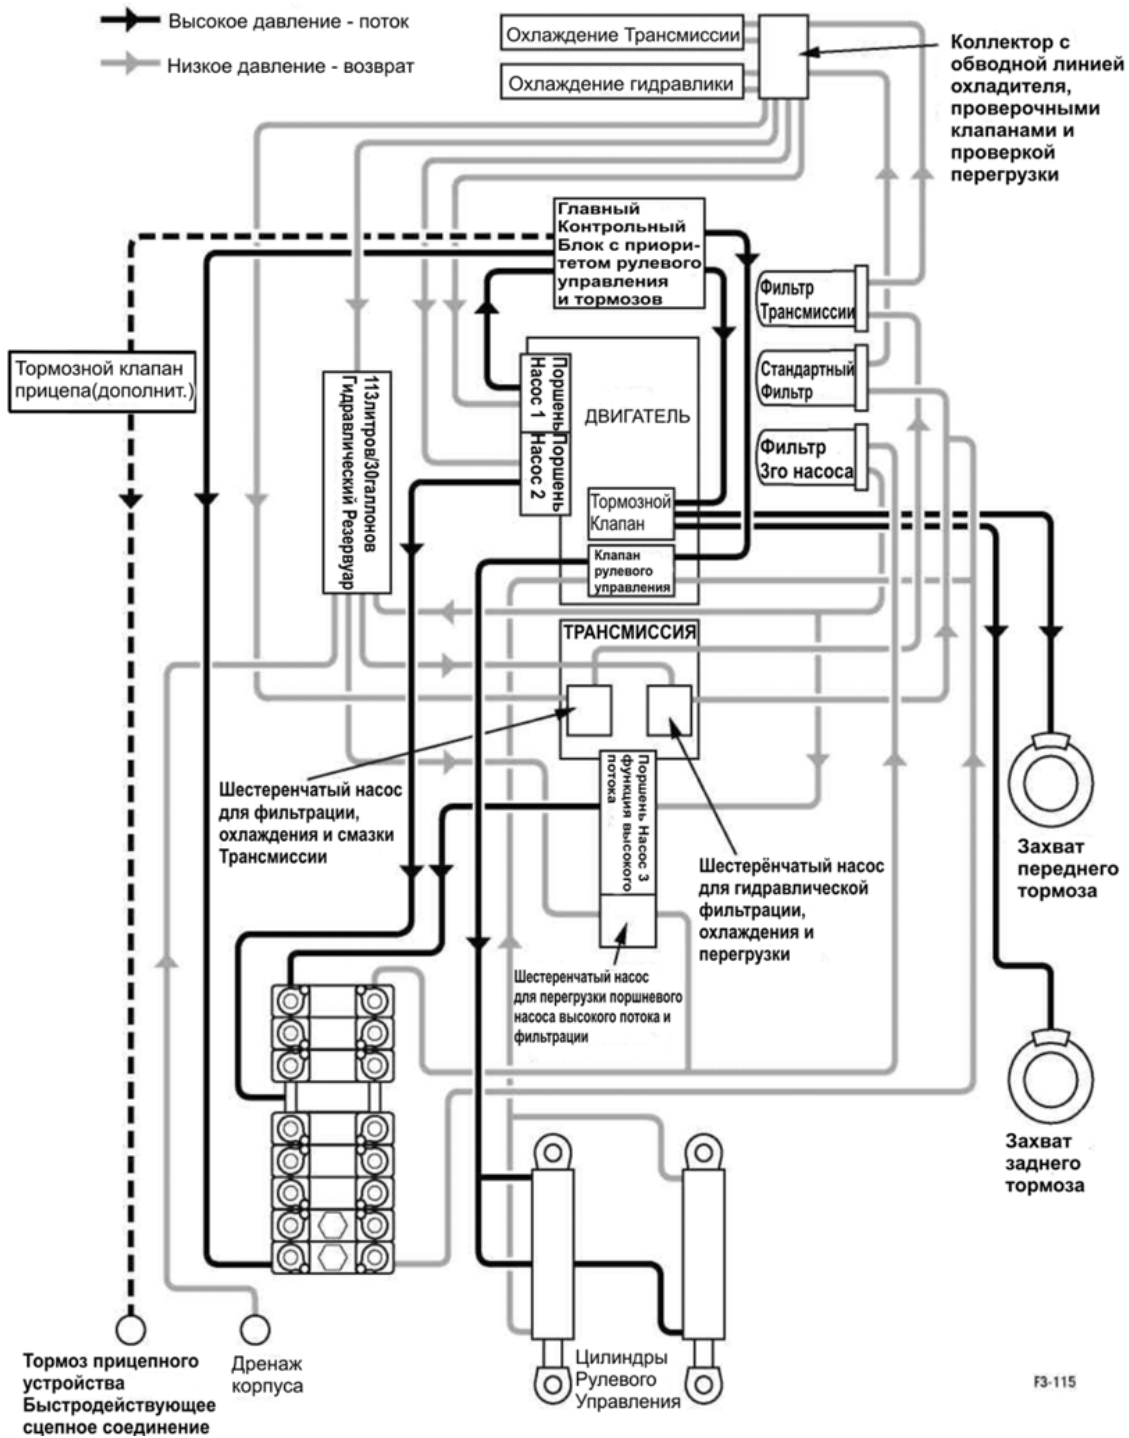 Высокое давление - поток
Низкое давление - возврат
Охлаждение Трансмиссии
Охлаждение гидравлики
Коллектор с
обводной линией
охладителя,
проверочными
клапанами и
проверкой
перегрузки
Главный
Контрольный
Блок с приори-
тетом рулевого
управления
и тормозов
Фильтр
Трансмиссии
Стандартный
Фильтр
Фильтр
3го насоса
Тормозной клапан
прицепа(дополнит.)
113литров/30галлонов
Гидравлический Резервуар
Поршень
Насос 1
Поршень
Насос 2
ДВИГАТЕЛЬ
Тормозной
Клапан
Клапан
рулевого
управления
ТРАНСМИССИЯ
Шестеренчатый насос
для фильтрации,
охлаждения и смазки
Трансмиссии
Поршень Насос 3
функция высокого
потока
Шестерёнчатый насос
для гидравлической
фильтрации,
охлаждения и
перегрузки
Шестеренчатый насос
для перегрузки поршневого
насоса высокого потока и
фильтрации
Захват
переднего
тормоза
Захват
заднего
тормоза
Тормоз прицепного
устройства
Быстродействующее
сцепное соединение
Дренаж
корпуса
Цилиндры
Рулевого
Управления
F3-115